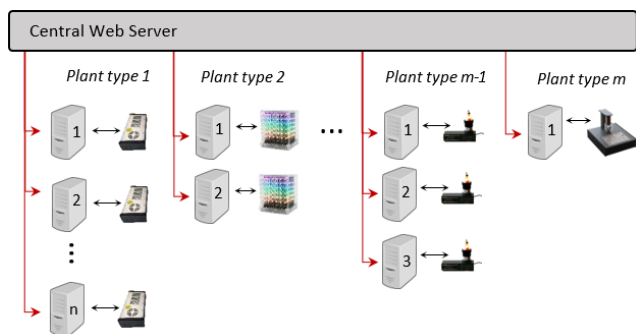 Central Web Server
Plant type 1
Plant type 2
Plant type m-1
Plant type m
1
1
...
1
1
2
2
2
...
3
n